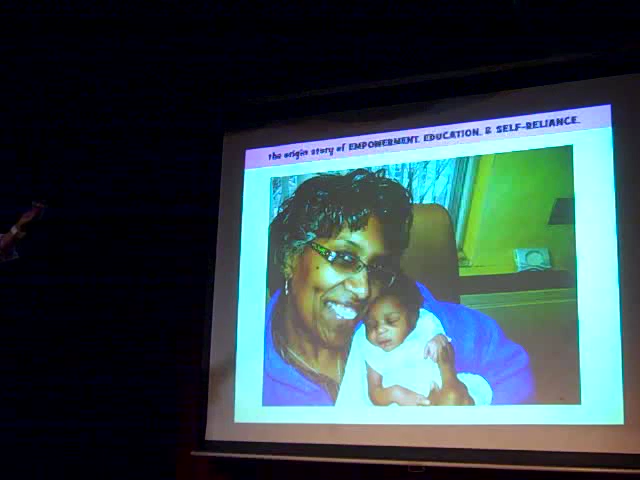 the origin story of EMPOWERMENT, EDUCATION, & SELF-RELIANCE.